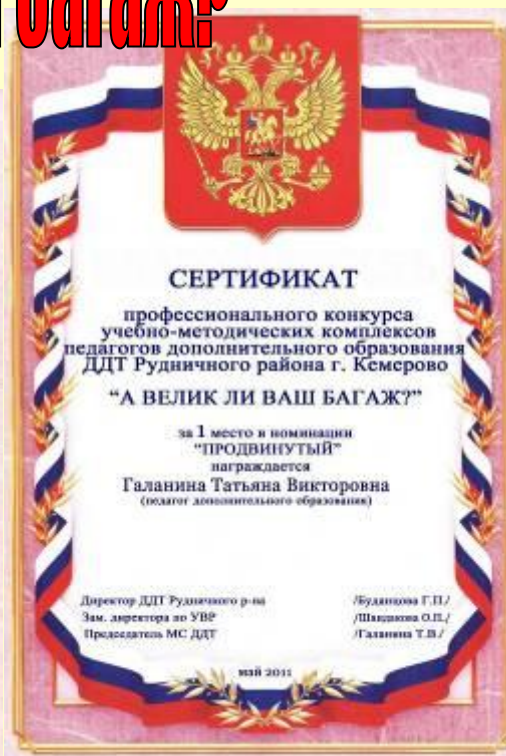 СЕРТИФИКАТ
профессионального конкурса
учебно-методических комплексов
педагогов дополнительного образования
ДДТ Рудничного района г. Кемерово
"А ВЕЛИК ЛИ ВАШ БАГАЖ?"
за 1 место в номинации
"ПРОДВИНУТЫЙ"
награждается
Галанина Татьяна Викторовна
(педагог дополнительного образования)
Директор ДДТ Рудничного р-на /Буданцова Г.П./
Зам. директора по УВР О.П./
Председатель МС ДДТ /Галанина Т.В./
май 2011